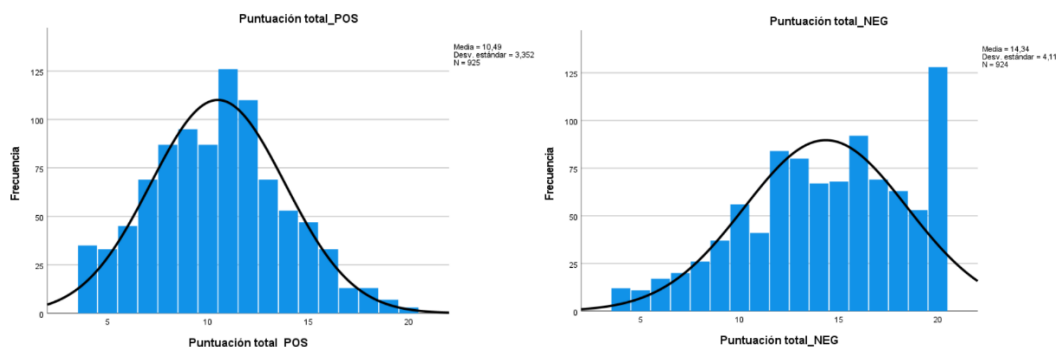 Puntuación total_POS
Media = 10,49
Desv. estándar = 3,352
N = 925
Frecuencia
125
100
75
50
25
0
5
10
15
20
Puntuación total_POS
Puntuación total_NEG
Media = 14,34
Desv. estándar = 4,11
N = 924
Frecuencia
125
100
75
50
25
0
5
10
15
20
Puntuación total_NEG